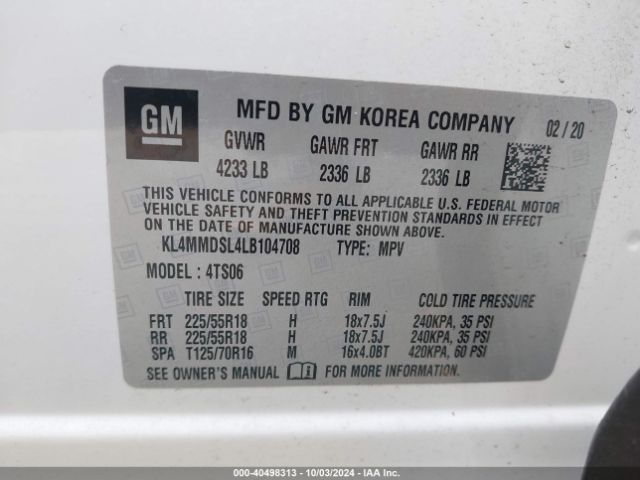 GM
MFD BY GM KOREA COMPANY 02/20
GVWR GAWR FRT GAWR RR
4233 LB 2336 LB 2336 LB
THIS VEHICLE CONFORMS TO ALL APPLICABLE U.S. FEDERAL MOTOR
VEHICLE SAFETY AND THEFT PREVENTION STANDARDS IN EFFECT
ON THE DATE OF MANUFACTURE SHOWN ABOVE.
KL4MMDSL4LB104708 TYPE: MPV
MODEL : 4TS06
TIRE SIZE SPEED RTG RIM COLD TIRE PRESSURE
FRT 225/55R18 H 18x7.5J 240KPA, 35 PSI
RR 225/55R18 H 18x7.5J 240KPA, 35 PSI
SPA T125/70R16 M 16x4.0BT 420KPA, 60 PSI
SEE OWNER'S MANUAL FOR MORE INFORMATION
000-40498313 - 10/03/2024 - IAAI.COM